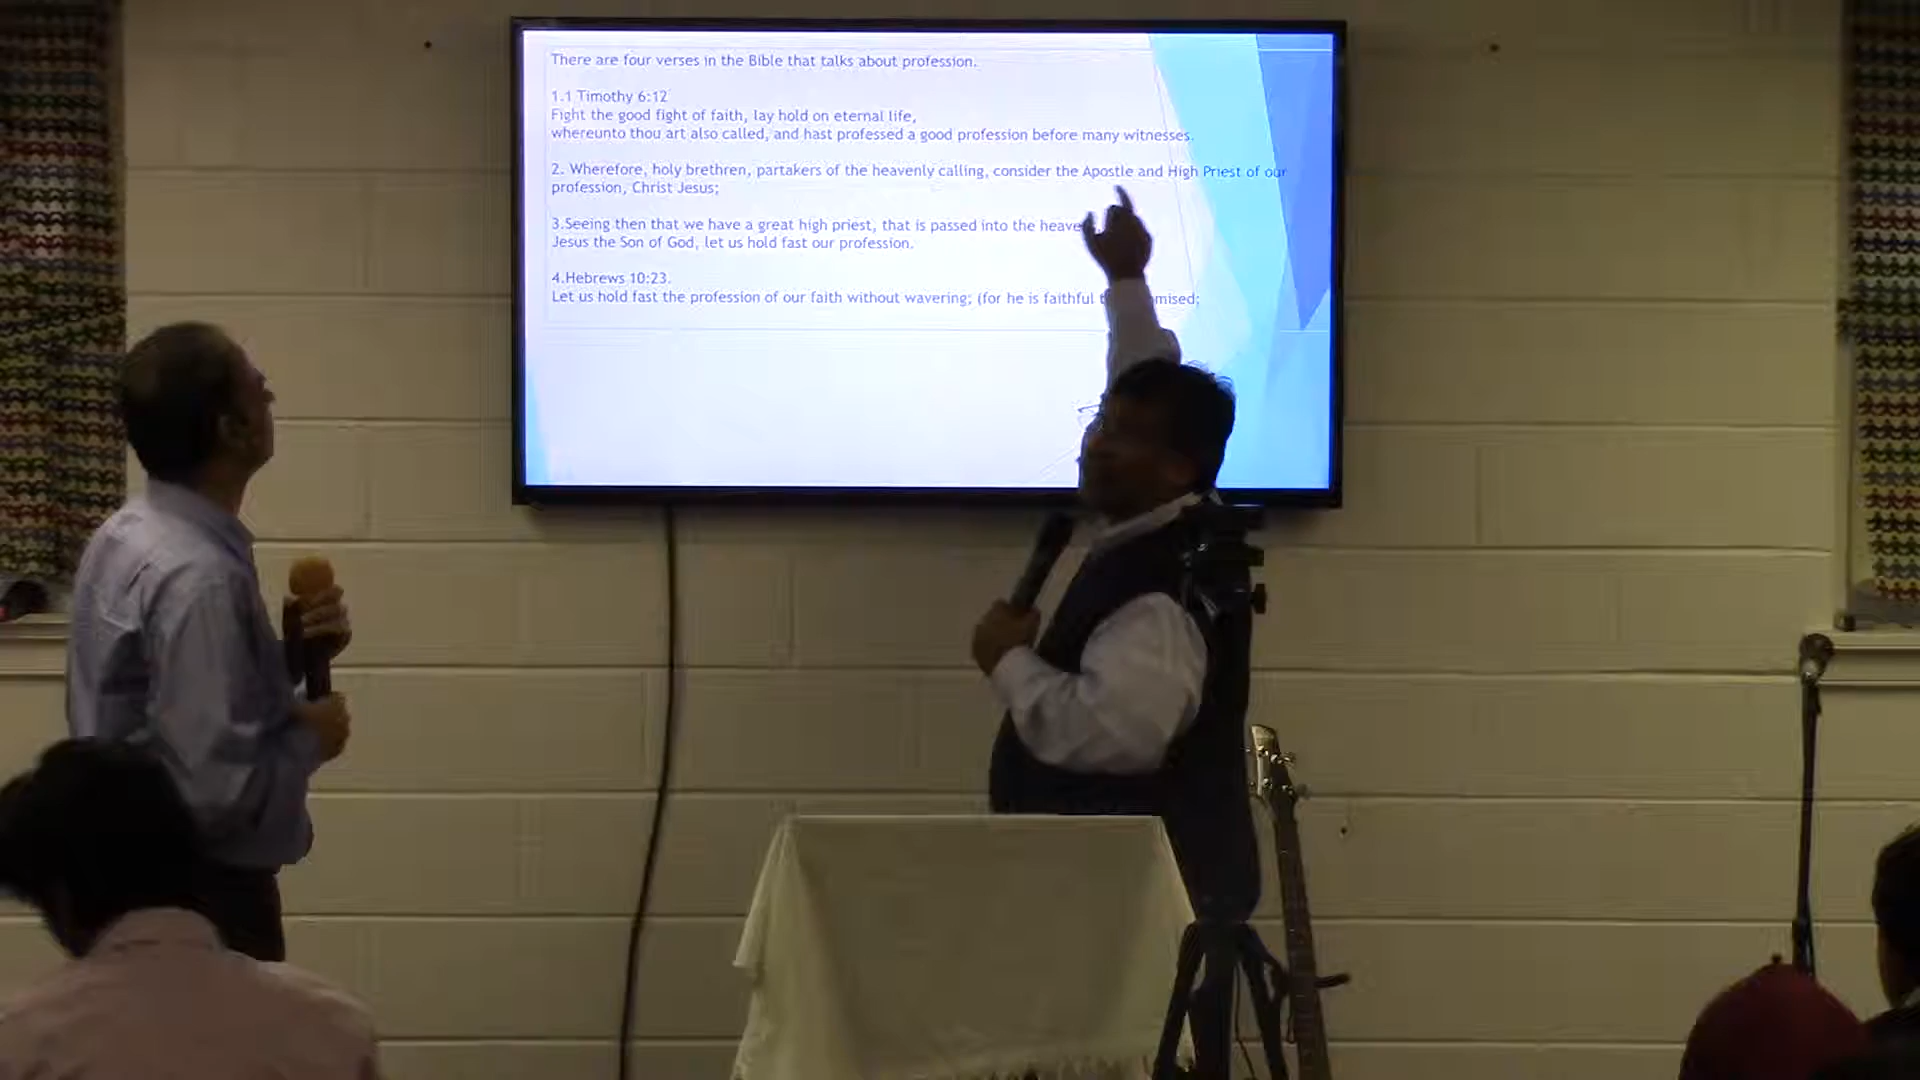 There are four verses in the Bible that talks about profession.
1.1 Timothy 6:12
Fight the good fight of faith, lay hold on eternal life,
whereunto thou art also called, and hast professed a good profession before many witnesses.
2. Wherefore, holy brethren, partakers of the heavenly calling, consider the Apostle and High Priest of our
profession, Christ Jesus;
3.Seeing then that we have a great high priest, that is passed into the
Jesus the Son of God, let us hold fast our profession.
4.Hebrews 10:23.
Let us hold fast the profession of our faith without wavering; (for he is faithful